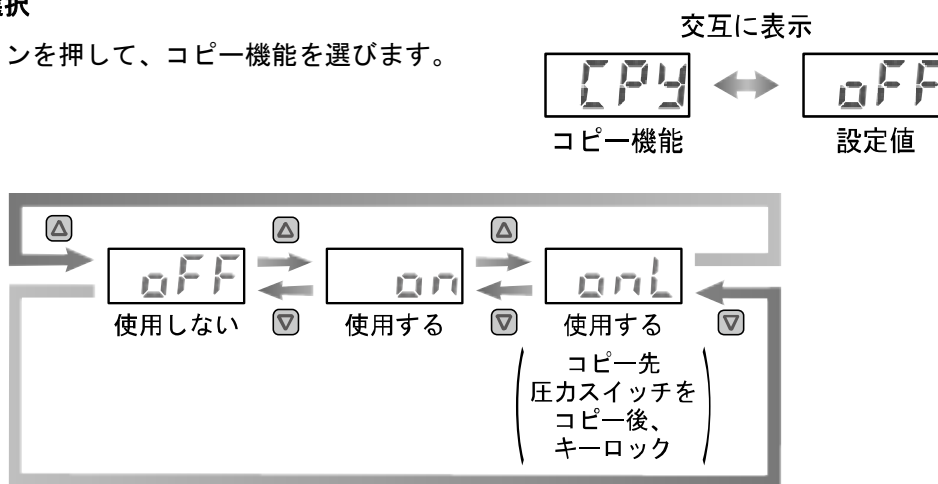 選択
ンを押して、コピー機能を選びます。
交互に表示
CPY
oFF
コピー機能
設定値
oFF
on
onL
使用しない
使用する
使用する
コピー先
圧力スイッチを
コピー後、
キーロック